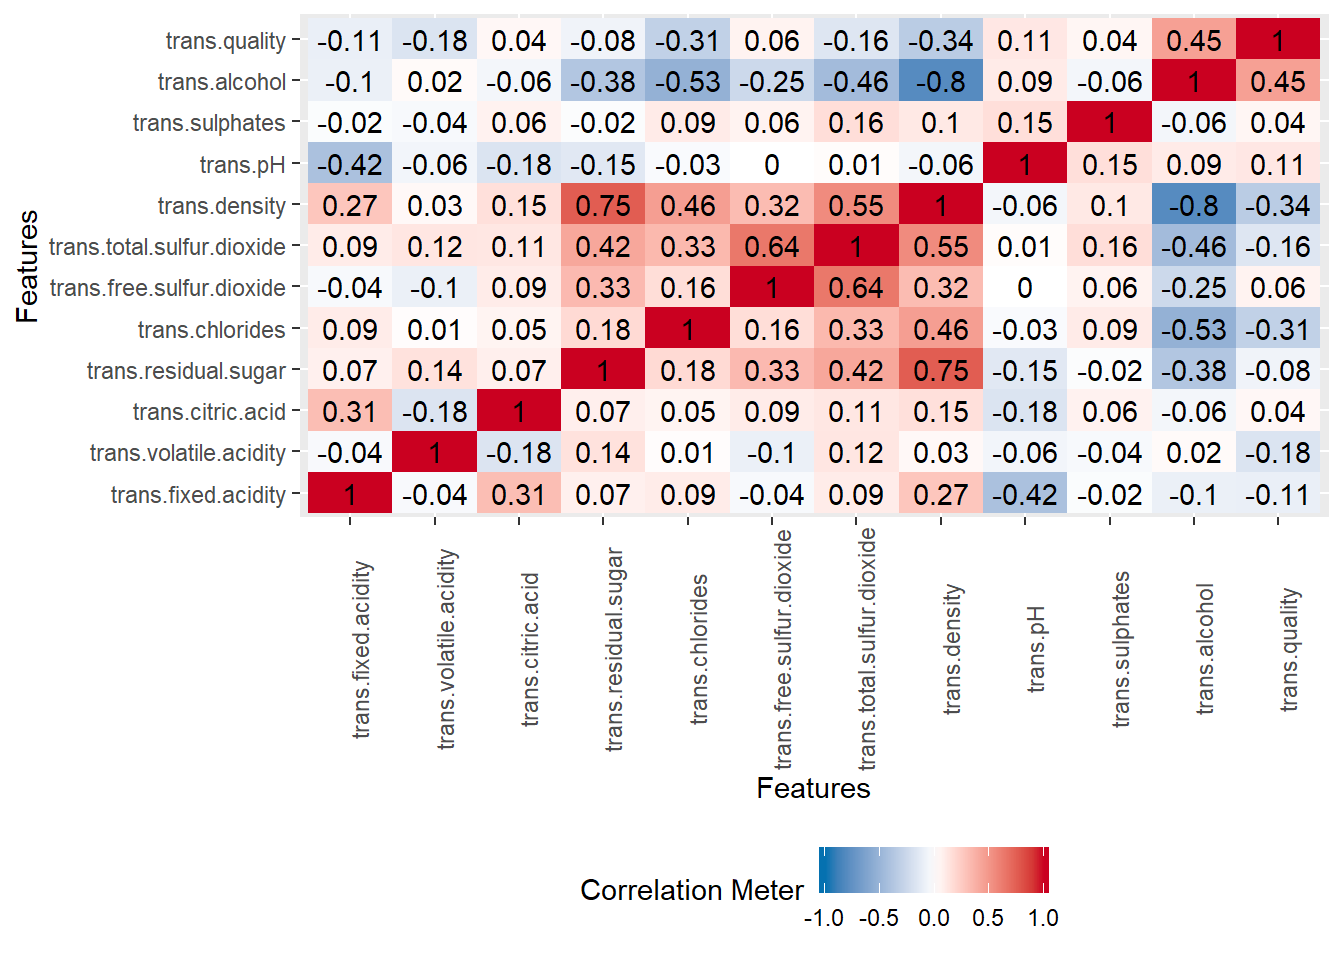 trans.quality -0.11 -0.18 0.04 -0.08 -0.31 0.06 -0.16 -0.34 0.11 0.04 0.45 1
trans.alcohol -0.1 0.02 -0.06 -0.38 -0.53 -0.25 -0.46 -0.8 0.09 -0.06 1 0.45
trans.sulphates -0.02 -0.04 0.06 -0.02 0.09 0.06 0.16 0.1 0.15 1 -0.06 0.04
trans.pH -0.42 -0.06 -0.18 -0.15 -0.03 0 0.01 -0.06 1 0.15 0.09 0.11
trans.density 0.27 0.03 0.15 0.75 0.46 0.32 0.55 1 -0.06 0.1 -0.8 -0.34
trans.total.sulfur.dioxide 0.09 0.12 0.11 0.42 0.33 0.64 1 0.55 0.01 0.16 -0.46 -0.16
trans.free.sulfur.dioxide -0.04 -0.1 0.09 0.33 0.16 1 0.64 0.32 0 0.06 -0.25 0.06
trans.chlorides 0.09 0.01 0.05 0.18 1 0.16 0.33 0.46 -0.03 0.09 -0.53 -0.31
trans.residual.sugar 0.07 0.14 0.07 1 0.18 0.33 0.42 0.75 -0.15 -0.02 -0.38 -0.08
trans.citric.acid 0.31 -0.18 1 0.07 0.05 0.09 0.11 0.15 -0.18 0.06 -0.06 0.04
trans.volatile.acidity -0.04 1 -0.18 0.14 0.01 -0.1 0.12 0.03 -0.06 -0.04 0.02 -0.18
trans.fixed.acidity 1 -0.04 0.31 0.07 0.09 -0.04 0.09 0.27 -0.42 -0.02 -0.1 -0.11
Features
trans.fixed.acidity
trans.volatile.acidity
trans.citric.acid
trans.residual.sugar
trans.chlorides
trans.free.sulfur.dioxide
trans.total.sulfur.dioxide
trans.density
trans.pH
trans.sulphates
trans.alcohol
trans.quality
Features
Correlation Meter
-1.0 -0.5 0.0 0.5 1.0